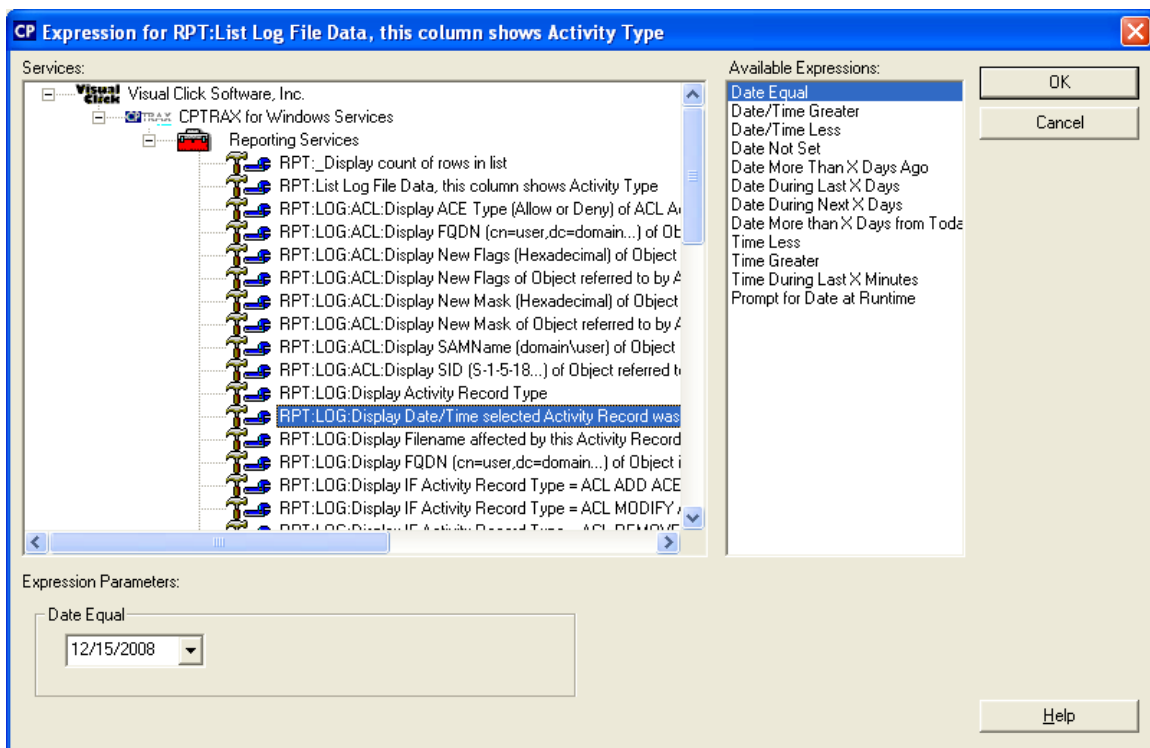 CP Expression for RPT:List Log File Data, this column shows Activity Type
Services:
Visual Click Visual Click Software, Inc.
CPTRAX CPTRAX for Windows Services
Reporting Services
RPT:_Display count of rows in list
RPT:List Log File Data, this column shows Activity Type
RPT:LOG:ACL:Display ACE Type (Allow or Deny) of ACL
RPT:LOG:ACL:Display FQDN (cn=user,dc=domain...) of
RPT:LOG:ACL:Display New Flags (Hexadecimal) of Object
RPT:LOG:ACL:Display New Flags of Object referred to by
RPT:LOG:ACL:Display New Mask (Hexadecimal) of Object
RPT:LOG:ACL:Display New Mask of Object referred to by
RPT:LOG:ACL:Display SAMName (domain\user) of Object
RPT:LOG:ACL:Display SID (S-1-5-18...) of Object referred
RPT:LOG:Display Activity Record Type
RPT:LOG:Display Date/Time selected Activity Record was
RPT:LOG:Display Filename affected by this Activity Record
RPT:LOG:Display FQDN (cn=user,dc=domain...) of Object
RPT:LOG:Display IF Activity Record Type = ACL ADD ACE
RPT:LOG:Display IF Activity Record Type = ACL MODIFY
RPT:LOG:Display IF Activity Record Type = ACL REMOVE
Available Expressions:
Date Equal
Date/Time Greater
Date/Time Less
Date Not Set
Date More Than X Days Ago
Date During Last X Days
Date During Next X Days
Date More than X Days from Toda
Time Less
Time Greater
Time During Last X Minutes
Prompt for Date at Runtime
OK
Cancel
Expression Parameters:
Date Equal
12/15/2008
Help